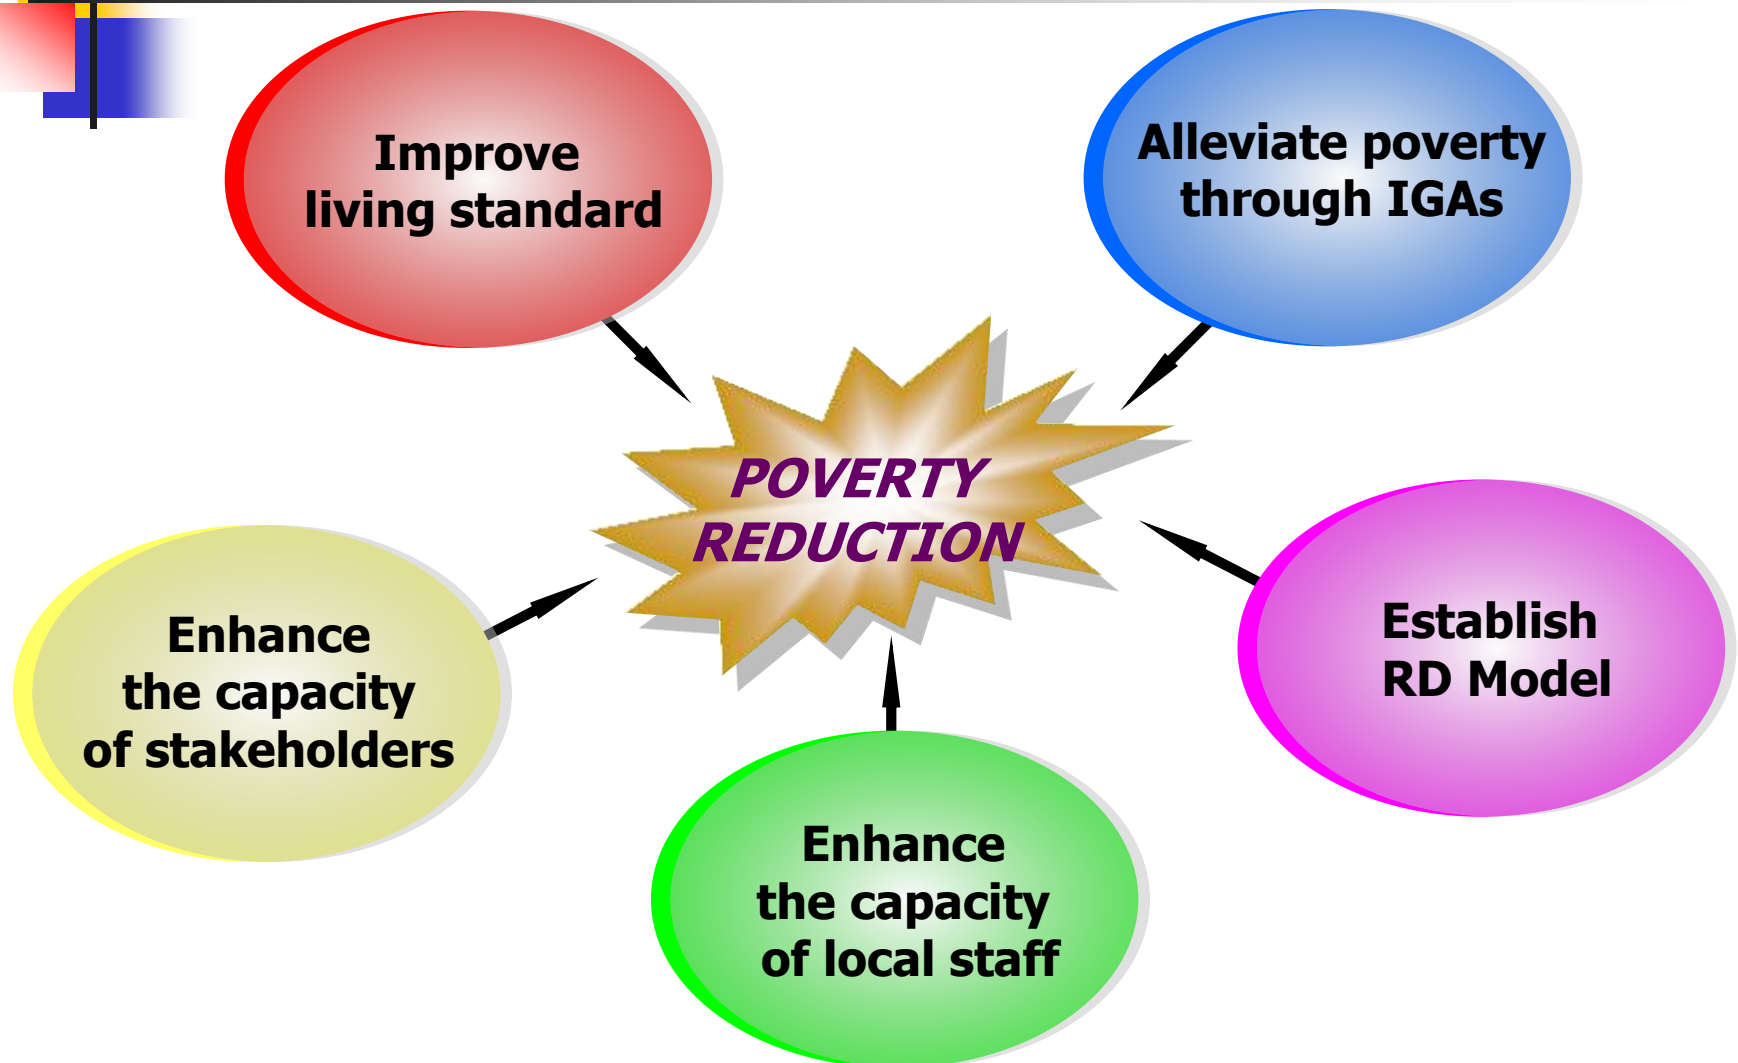 Improve
living standard
Alleviate poverty
through IGAs
POVERTY
REDUCTION
Enhance
the capacity
of stakeholders
Establish
RD Model
Enhance
the capacity
of local staff